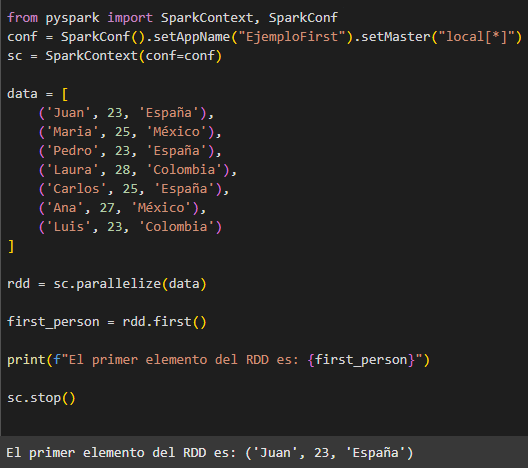 from pyspark import SparkContext, SparkConf
conf = SparkConf().setAppName("EjemploFirst").setMaster("local[*]")
sc = SparkContext(conf=conf)

data = [
    ('Juan', 23, 'España'),
    ('Maria', 25, 'México'),
    ('Pedro', 23, 'España'),
    ('Laura', 28, 'Colombia'),
    ('Carlos', 25, 'España'),
    ('Ana', 27, 'México'),
    ('Luis', 23, 'Colombia')
]

rdd = sc.parallelize(data)

first_person = rdd.first()

print(f"El primer elemento del RDD es: {first_person}")

sc.stop()

El primer elemento del RDD es: ('Juan', 23, 'España')